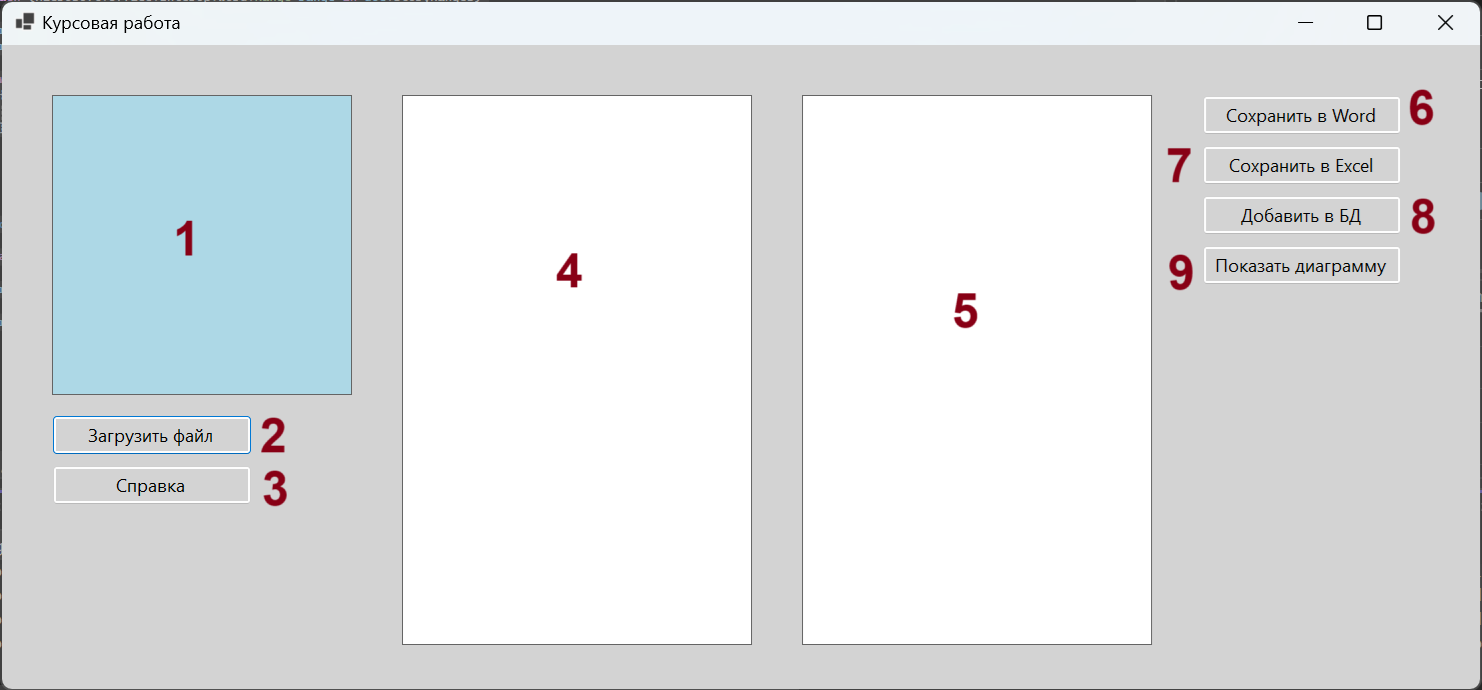 Курсовая работа
1
4
5
Сохранить в Word 6
7 Сохранить в Excel
Добавить в БД 8
9 Показать диаграмму
Загрузить файл 2
Справка 3